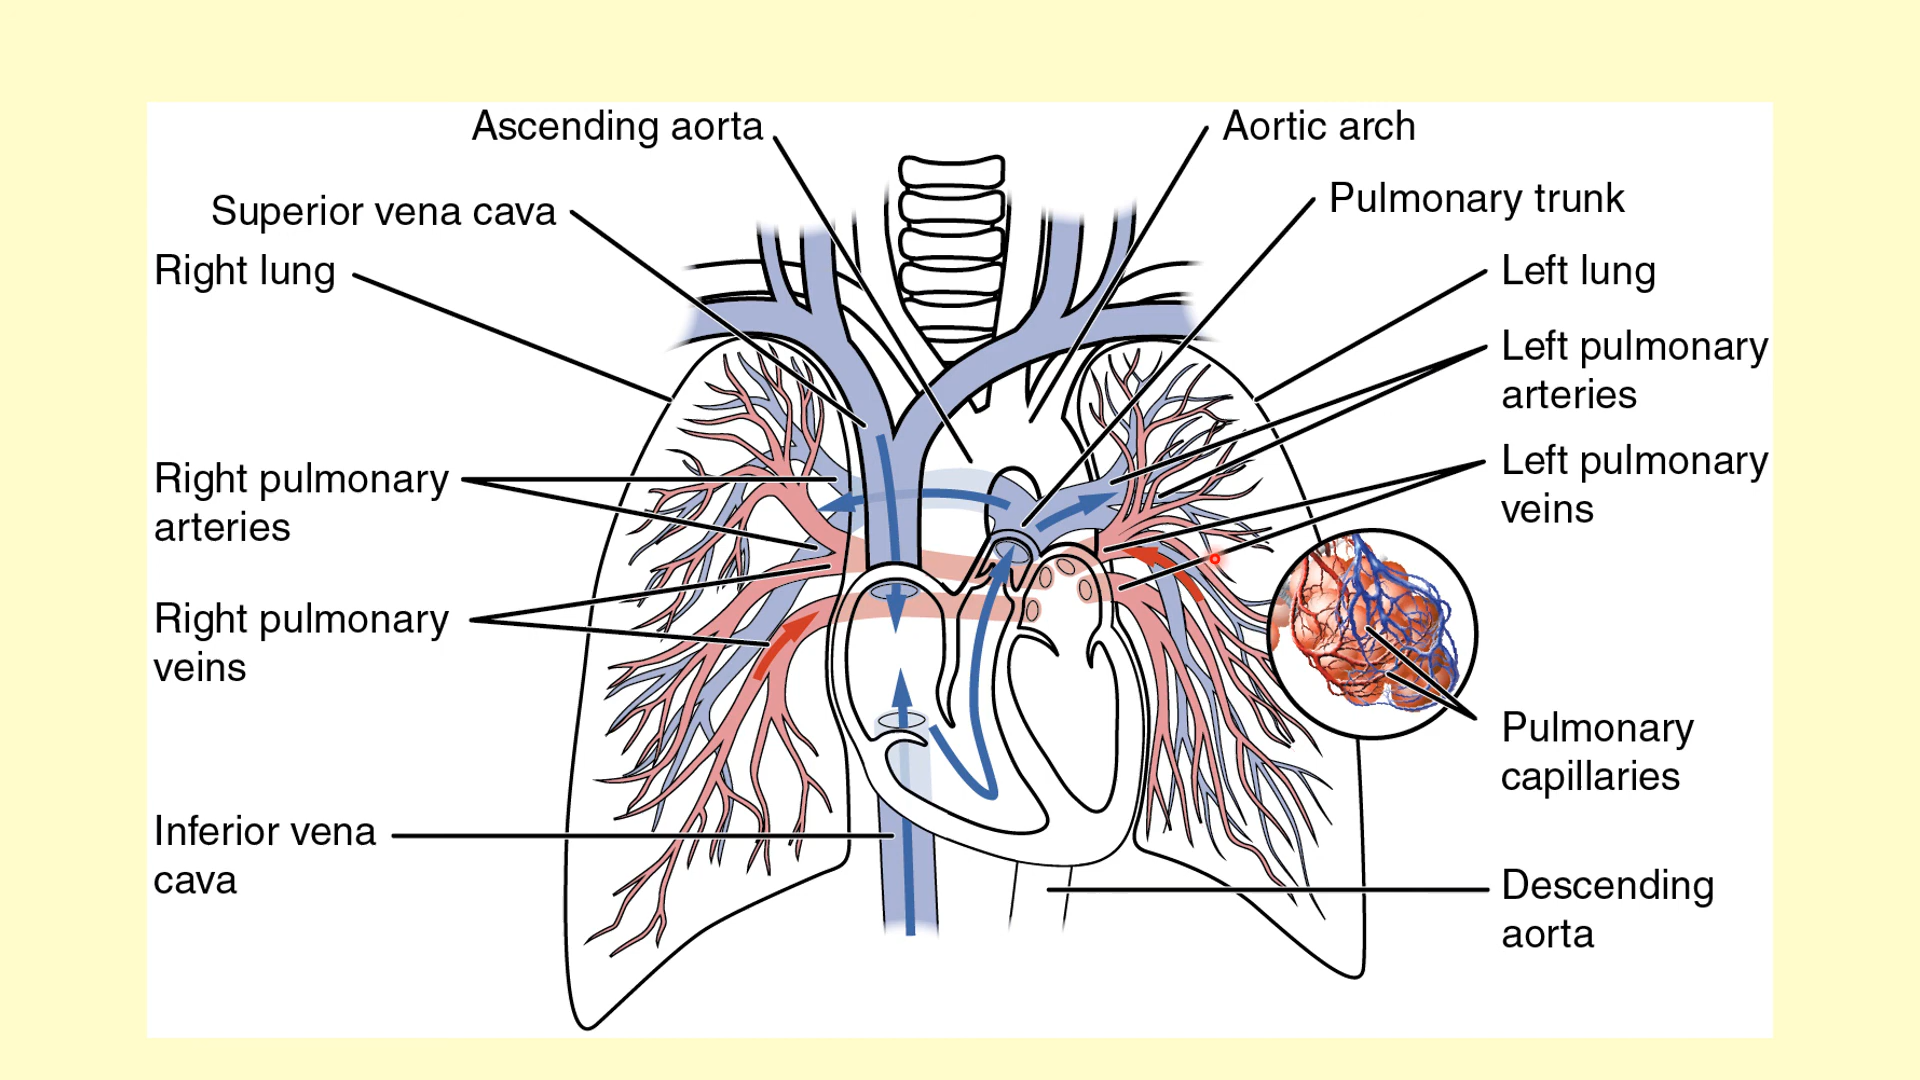 Ascending aorta
Aortic arch
Superior vena cava
Pulmonary trunk
Right lung
Left lung
Left pulmonary
arteries
Right pulmonary
arteries
Left pulmonary
veins
Right pulmonary
veins
Pulmonary
capillaries
Inferior vena
cava
Descending
aorta